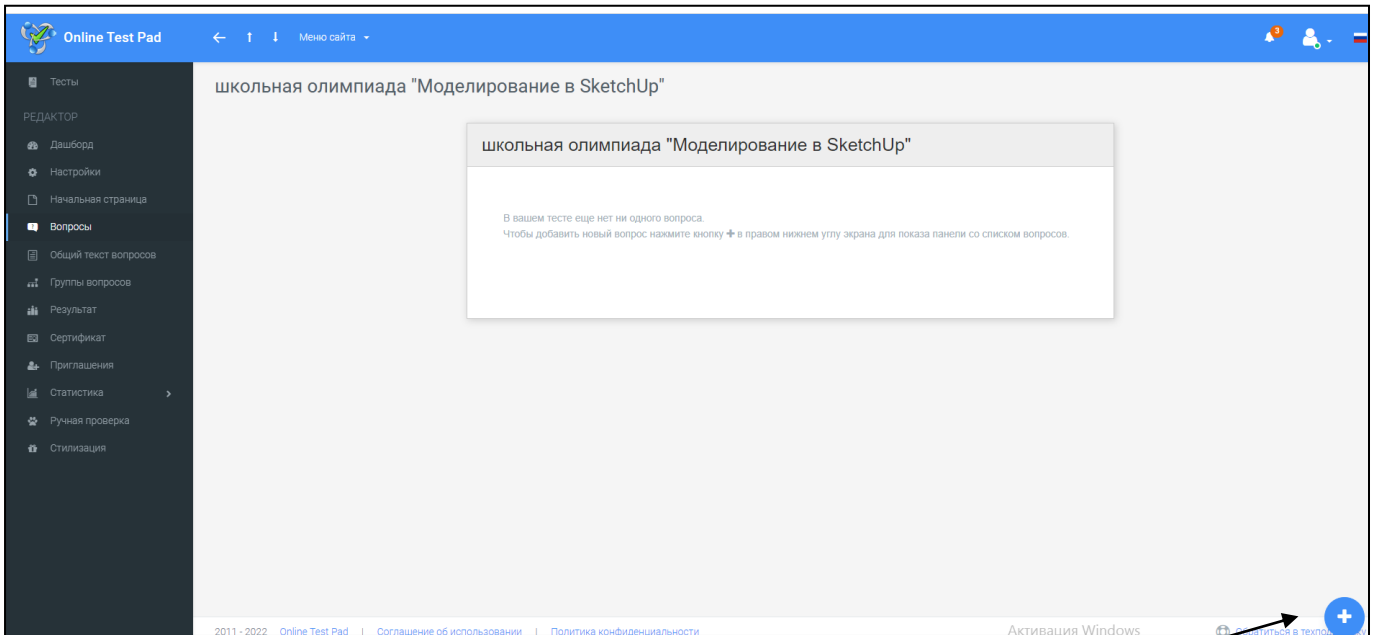 Online Test Pad
Меню сайта
3
Тесты
РЕДАКТОР
Дашборд
Настройки
Начальная страница
Вопросы
Общий текст вопросов
Группы вопросов
Результат
Сертификат
Приглашения
Статистика
Ручная проверка
Стилизация
школьная олимпиада "Моделирование в SketchUp"
школьная олимпиада "Моделирование в SketchUp"
В вашем тесте еще нет ни одного вопроса.
Чтобы добавить новый вопрос нажмите кнопку + в правом нижнем углу экрана для показа панели со списком вопросов.
2011 - 2022 Online Test Pad | Соглашение об использовании | Политика конфиденциальности
Активация Windows
Обратиться в